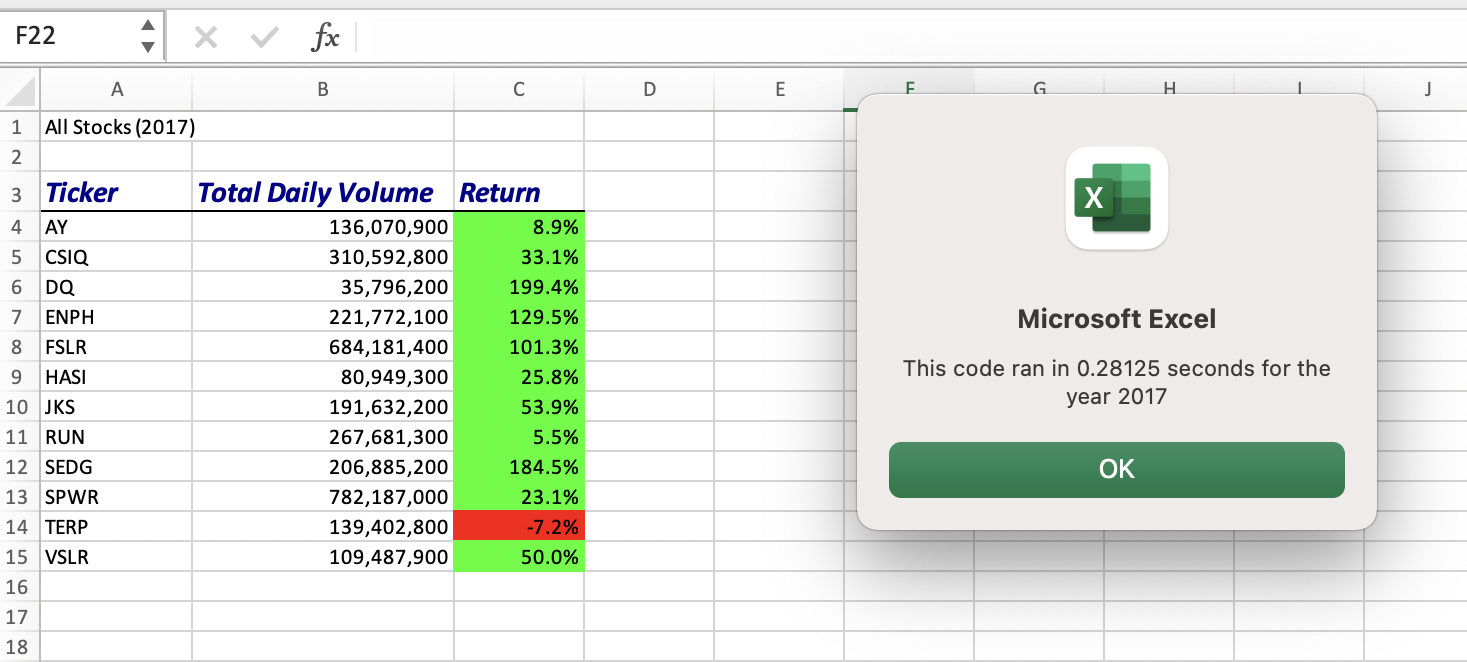 F22 fx
A B C D E F G H I J
1 All Stocks (2017)
2
3 Ticker Total Daily Volume Return
4 AY 136,070,900 8.9%
5 CSIQ 310,592,800 33.1%
6 DQ 35,796,200 199.4%
7 ENPH 221,772,100 129.5%
8 FSLR 684,181,400 101.3%
9 HASI 80,949,300 25.8%
10 JKS 191,632,200 53.9%
11 RUN 267,681,300 5.5%
12 SEDG 206,885,200 184.5%
13 SPWR 782,187,000 23.1%
14 TERP 139,402,800 -7.2%
15 VSLR 109,487,900 50.0%
16
17
18
X
Microsoft Excel
This code ran in 0.28125 seconds for the
year 2017
OK